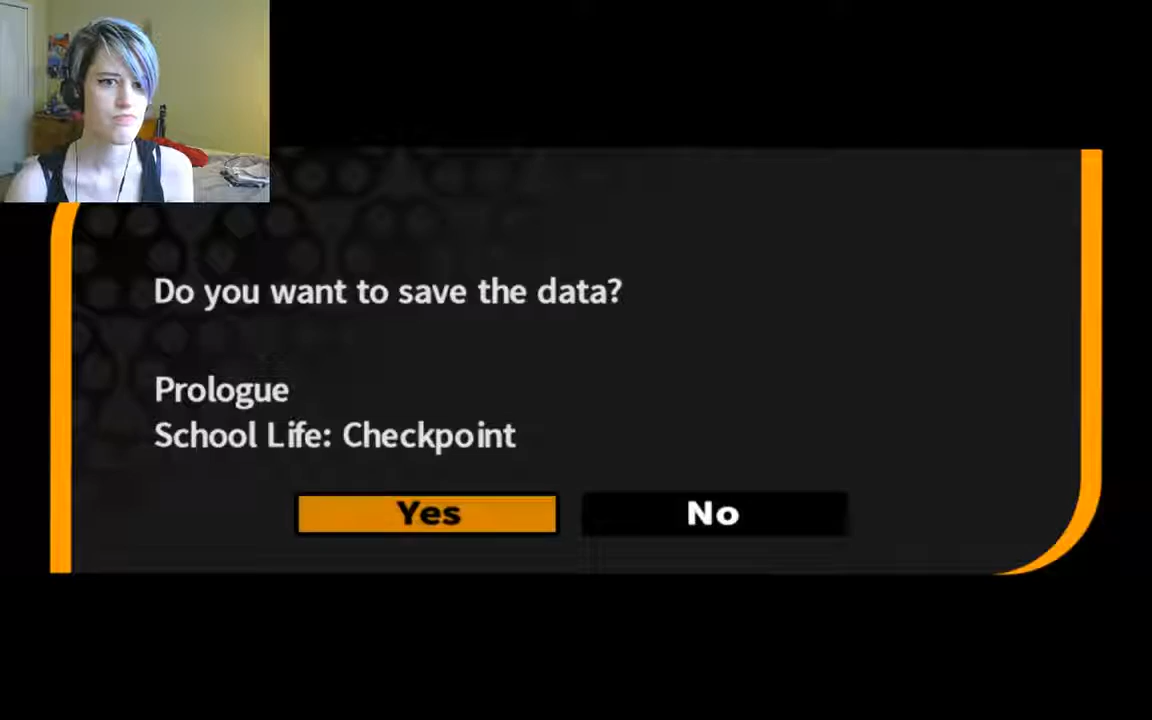 Do you want to save the data?
Prologue
School Life: Checkpoint
Yes No